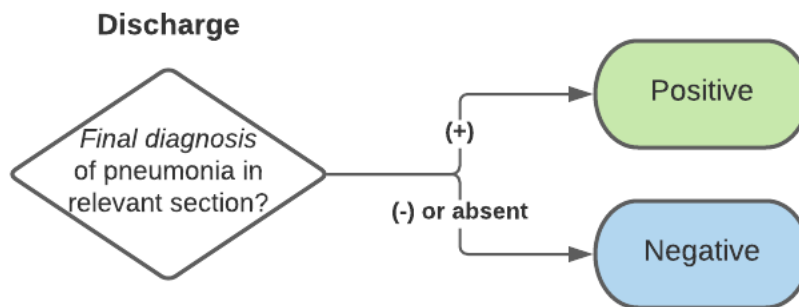 Discharge
Final diagnosis
of pneumonia in
relevant section?
(+)
(-) or absent
Positive
Negative